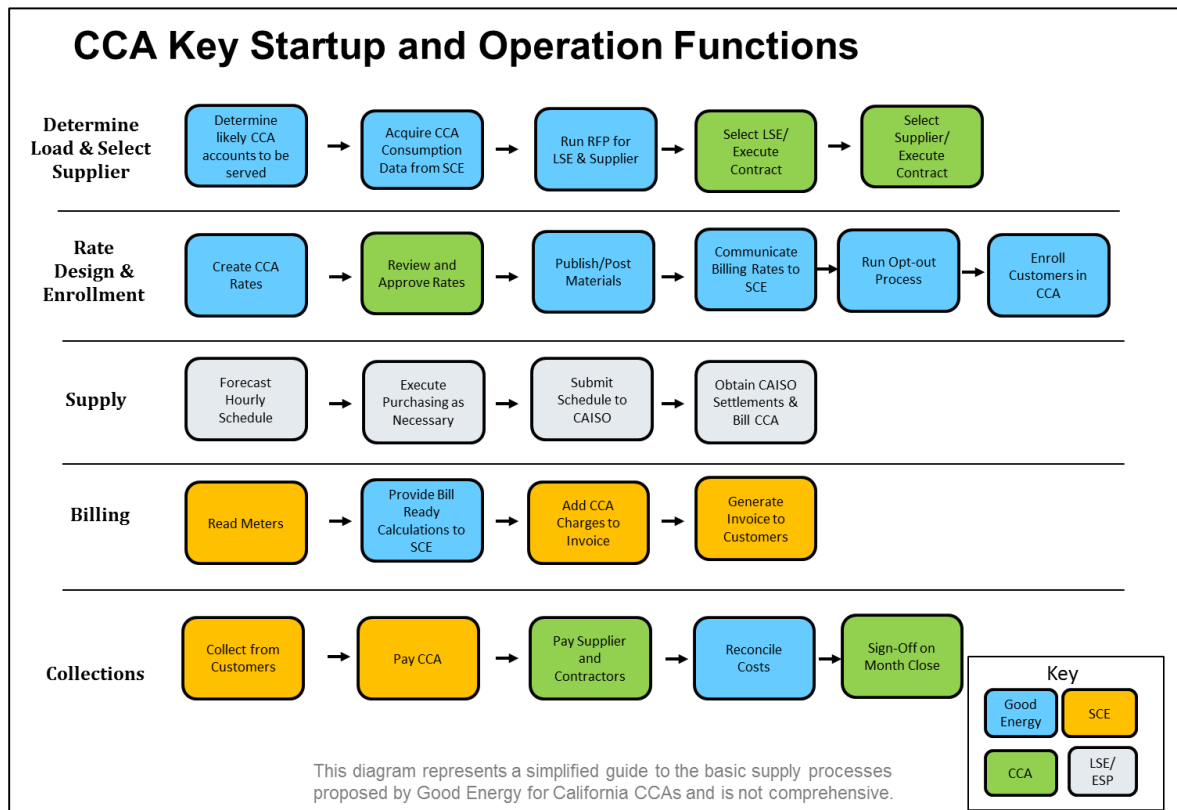 CCA Key Startup and Operation Functions
Determine
Load & Select
Supplier
Determine
likely CCA
accounts to be
served
Acquire CCA
Consumption
Data from SCE
Run RFP for
LSE & Supplier
Select LSE/
Execute
Contract
Select
Supplier/
Execute
Contract
Rate
Design &
Enrollment
Create CCA
Rates
Review and
Approve Rates
Publish/Post
Materials
Communicate
Billing Rates to
SCE
Run Opt-out
Process
Enroll
Customers in
CCA
Supply
Forecast
Hourly
Schedule
Execute
Purchasing as
Necessary
Submit
Schedule to
CAISO
Obtain CAISO
Settlements &
Bill CCA
Billing
Read Meters
Provide Bill
Ready
Calculations to
SCE
Add CCA
Charges to
Invoice
Generate
Invoice to
Customers
Collections
Collect from
Customers
Pay CCA
Pay Supplier
and
Contractors
Reconcile
Costs
Sign-Off on
Month Close
Key
Good
Energy
SCE
CCA
LSE/
ESP
This diagram represents a simplified guide to the basic supply processes
proposed by Good Energy for California CCAs and is not comprehensive.